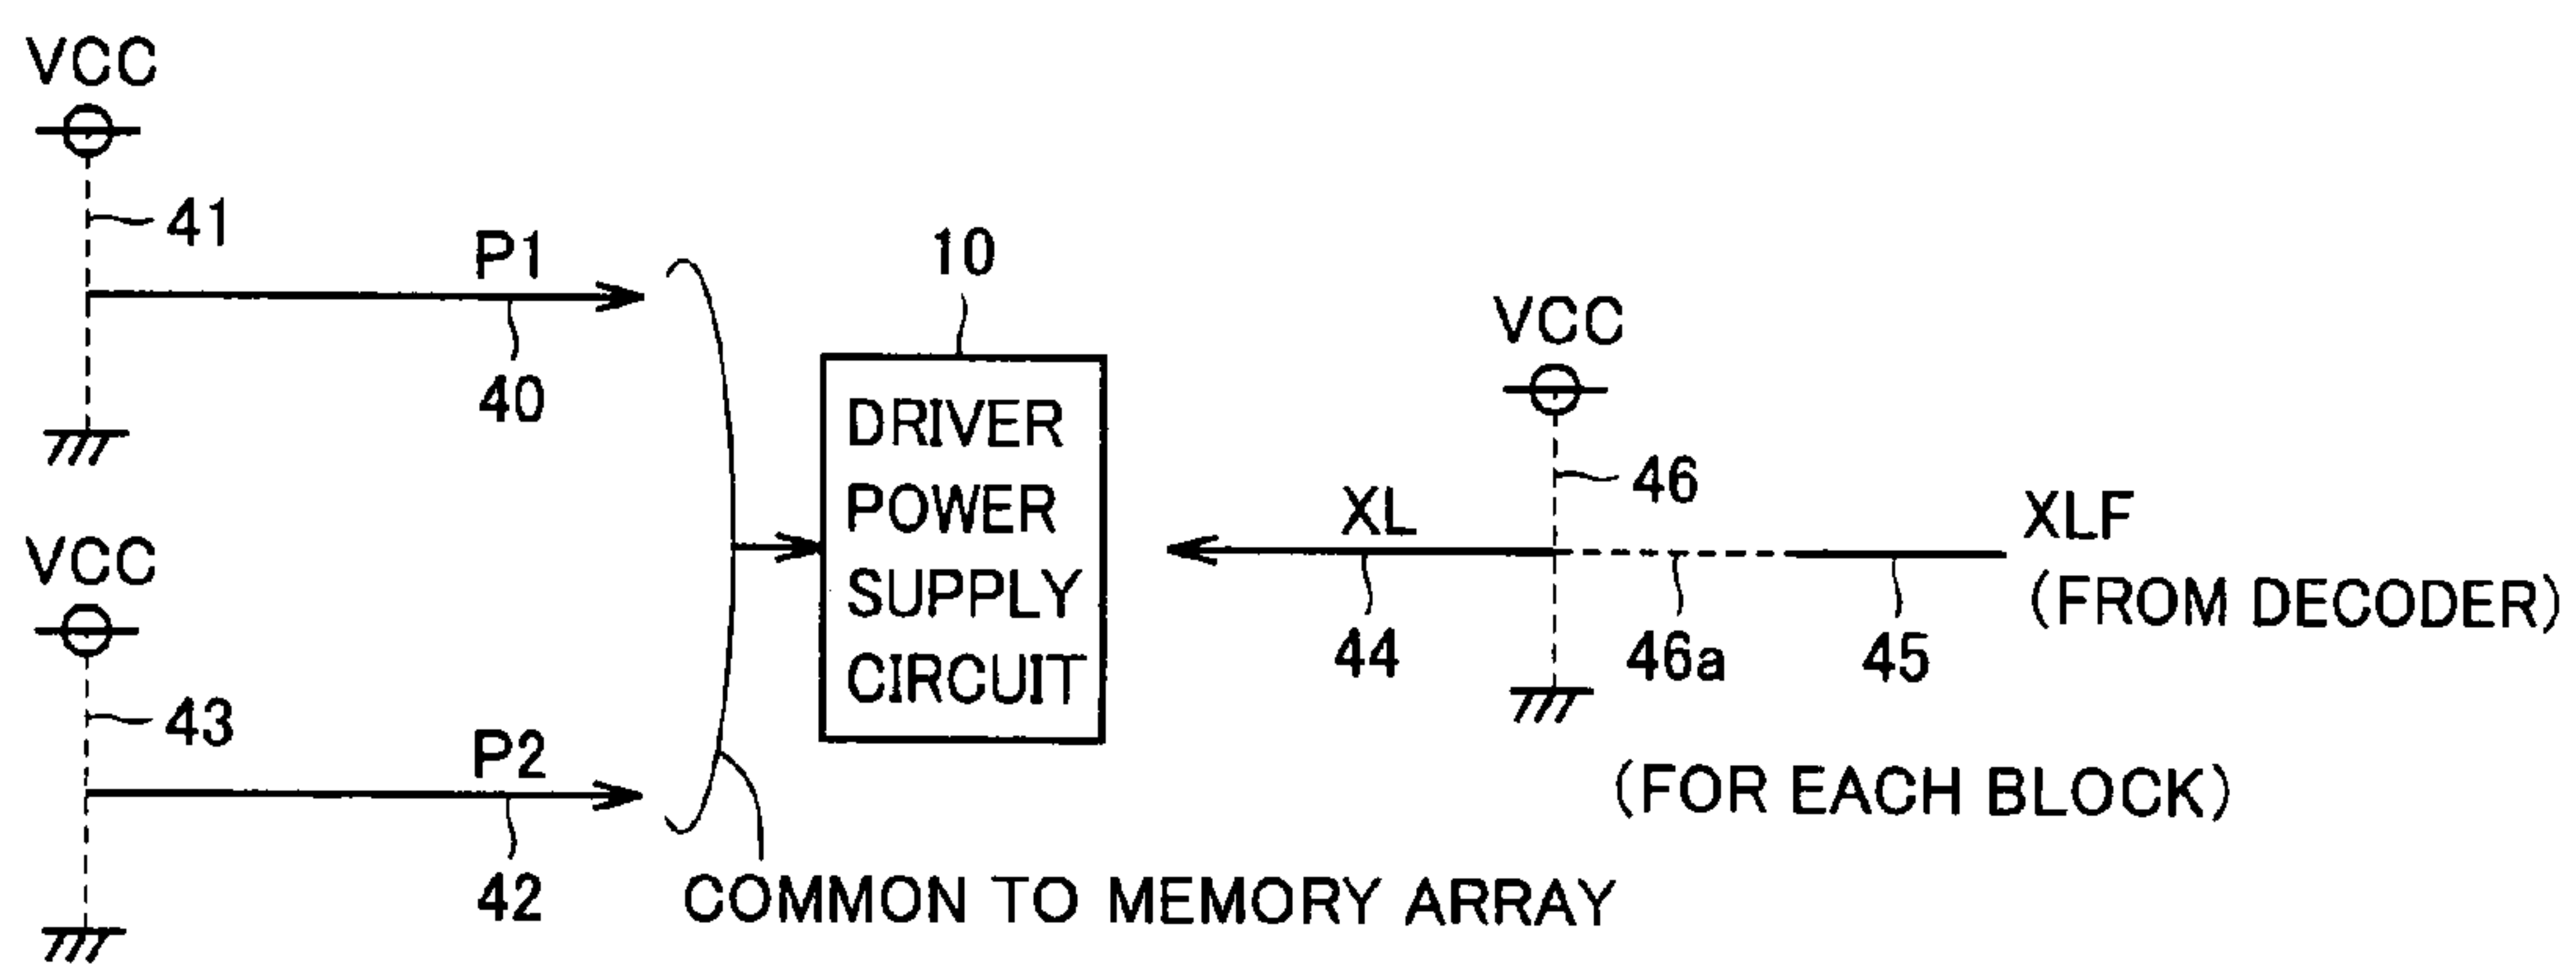 VCC
41
P1
40
10
DRIVER
POWER
SUPPLY
CIRCUIT
VCC
46
XL
XLF
(FROM DECODER)
44
46a
45
VCC
43
P2
42
(FOR EACH BLOCK)
COMMON TO MEMORY ARRAY